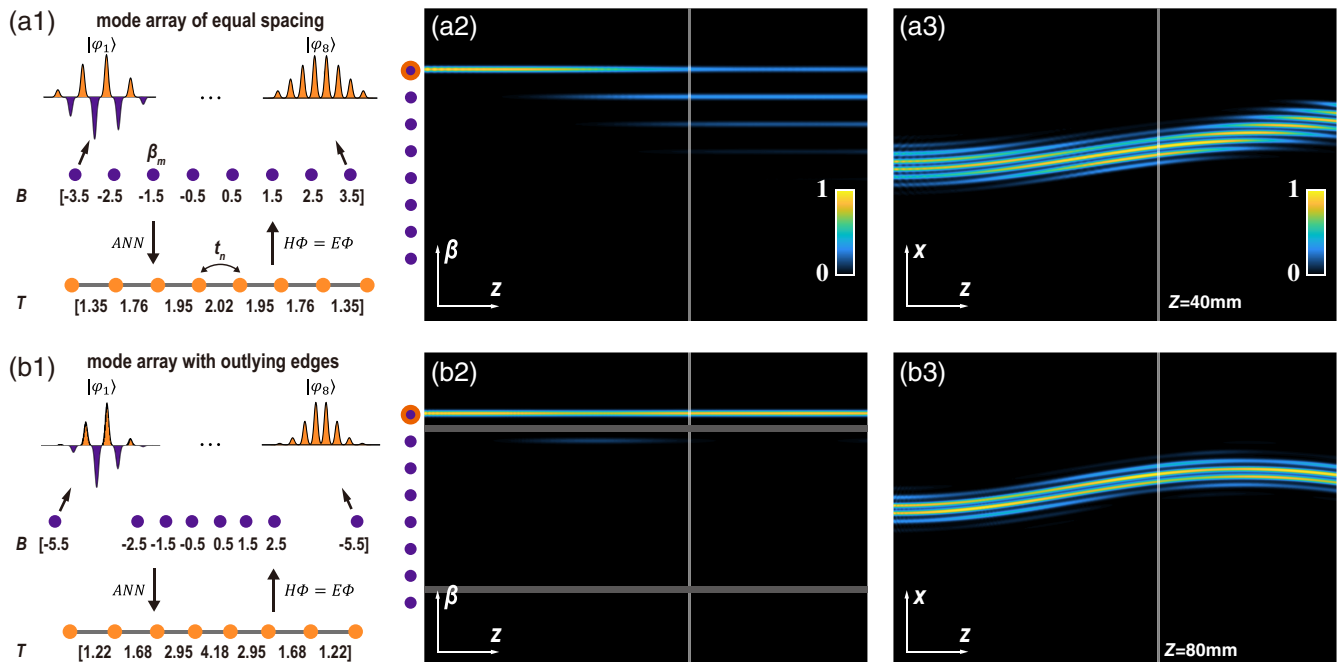 (a1) mode array of equal spacing
|φ₁⟩ |φ₈⟩
...
βₘ
B [-3.5 -2.5 -1.5 -0.5 0.5 1.5 2.5 3.5]
ANN HΦ = EΦ
tₙ
T [1.35 1.76 1.95 2.02 1.95 1.76 1.35]
(a2)
1
0
β
z
(a3)
1
0
x
z
Z=40mm
(b1) mode array with outlying edges
|φ₁⟩ |φ₈⟩
...
B [-5.5 -2.5 -1.5 -0.5 0.5 1.5 2.5 -5.5]
ANN HΦ = EΦ
T [1.22 1.68 2.95 4.18 2.95 1.68 1.22]
(b2)
β
z
(b3)
x
z
Z=80mm